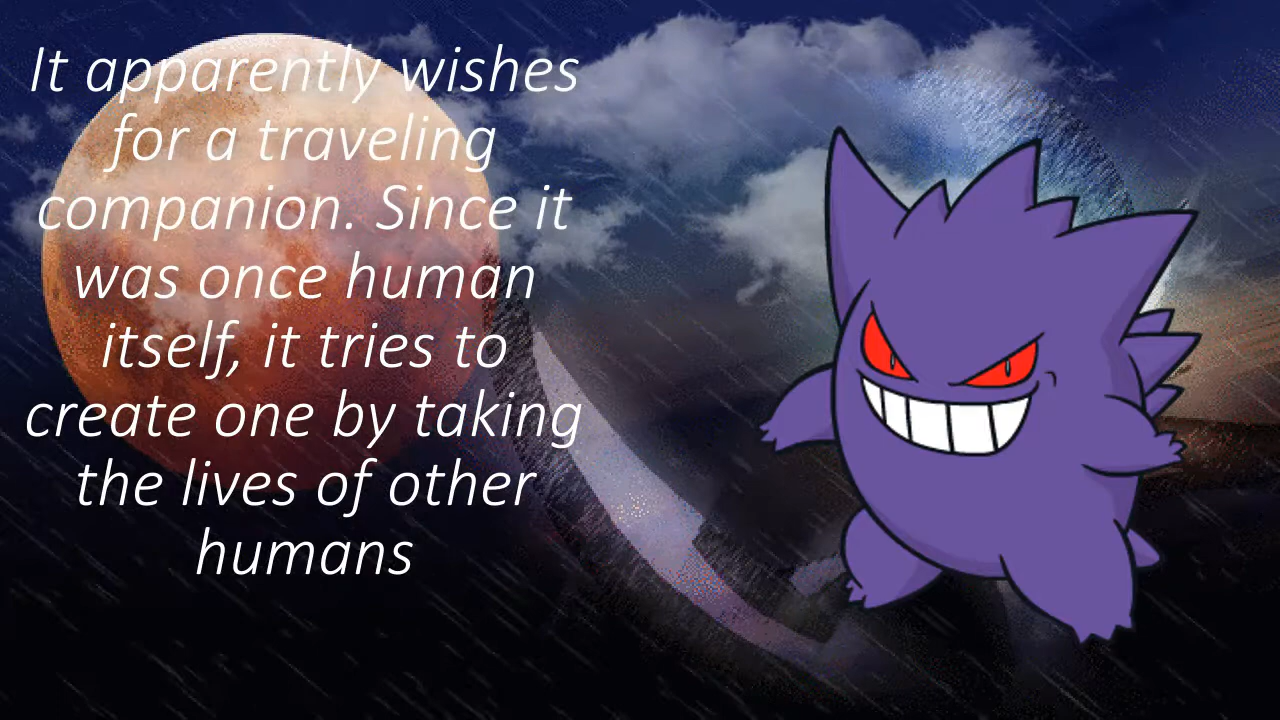 It apparently wishes
for a traveling
companion. Since it
was once human
itself, it tries to
create one by taking
the lives of other
humans